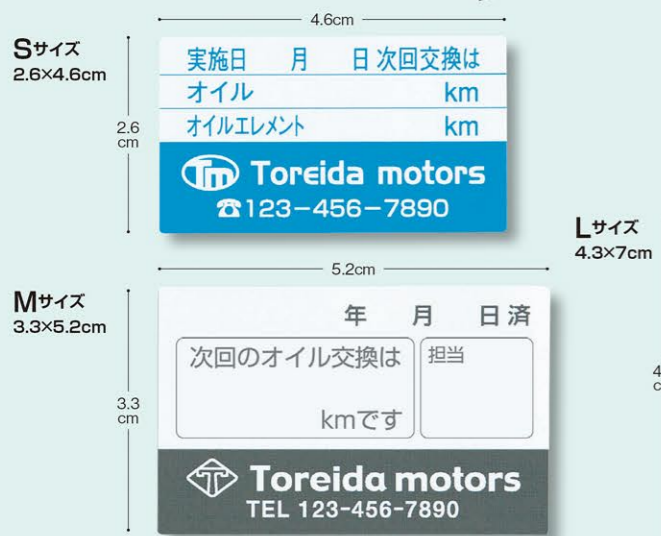 4.6cm
Sサイズ
2.6×4.6cm
2.6
cm
実施日 月 日 次回交換は
オイル km
オイルエレメント km
Tm Toreida motors
☎123-456-7890
Lサイズ
4.3×7cm
5.2cm
Mサイズ
3.3×5.2cm
3.3
cm
年 月 日 済
次回のオイル交換は
kmです
担当
Toreida motors
TEL 123-456-7890